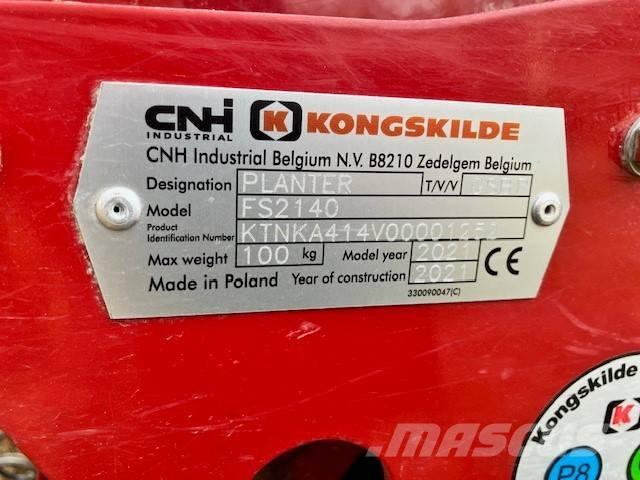 CNH
INDUSTRIAL
K KONGSKILDE
CNH Industrial Belgium N.V. B8210 Zedelgem Belgium
Designation PLANTER T/V/V
Model FS2140
Product
Identification Number KTNKA414V00001252
Max weight 100 kg Model year 2021
Made in Poland Year of construction 2021 CE
330090047(C)
Kongskilde
K
P8